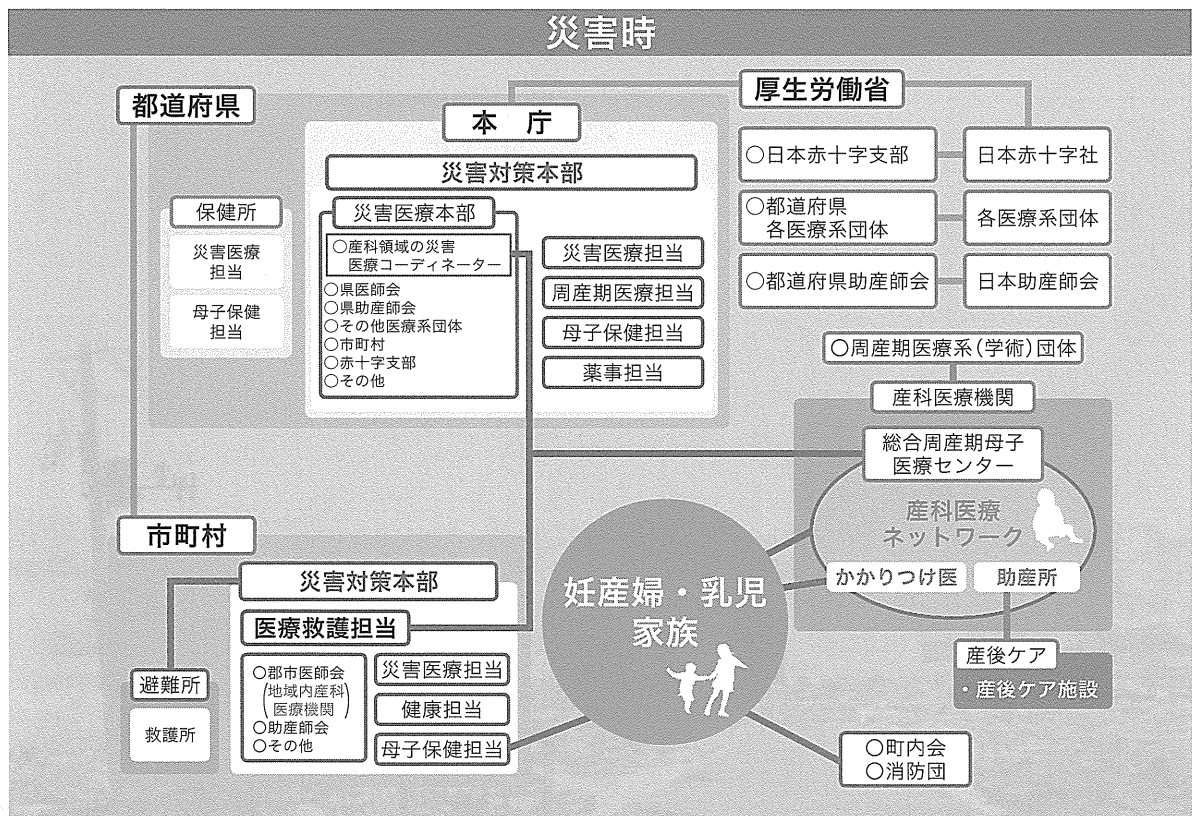 災害時
都道府県
本　庁
災害対策本部
保健所
災害医療
担当
母子保健
担当
災害医療本部
○産科領域の災害
医療コーディネーター
○県医師会
○県助産師会
○その他医療系団体
○市町村
○赤十字支部
○その他
災害医療担当
周産期医療担当
母子保健担当
薬事担当
厚生労働省
○日本赤十字支部
日本赤十字社
○都道府県
各医療系団体
各医療系団体
○都道府県助産師会
日本助産師会
○周産期医療系(学術)団体
産科医療機関
総合周産期母子
医療センター
産科医療
ネットワーク
かかりつけ医
助産所
産後ケア
・産後ケア施設
市町村
災害対策本部
医療救護担当
○郡市医師会
(地域内産科
医療機関)
○助産師会
○その他
災害医療担当
健康担当
母子保健担当
避難所
救護所
妊産婦・乳児
家族
○町内会
○消防団